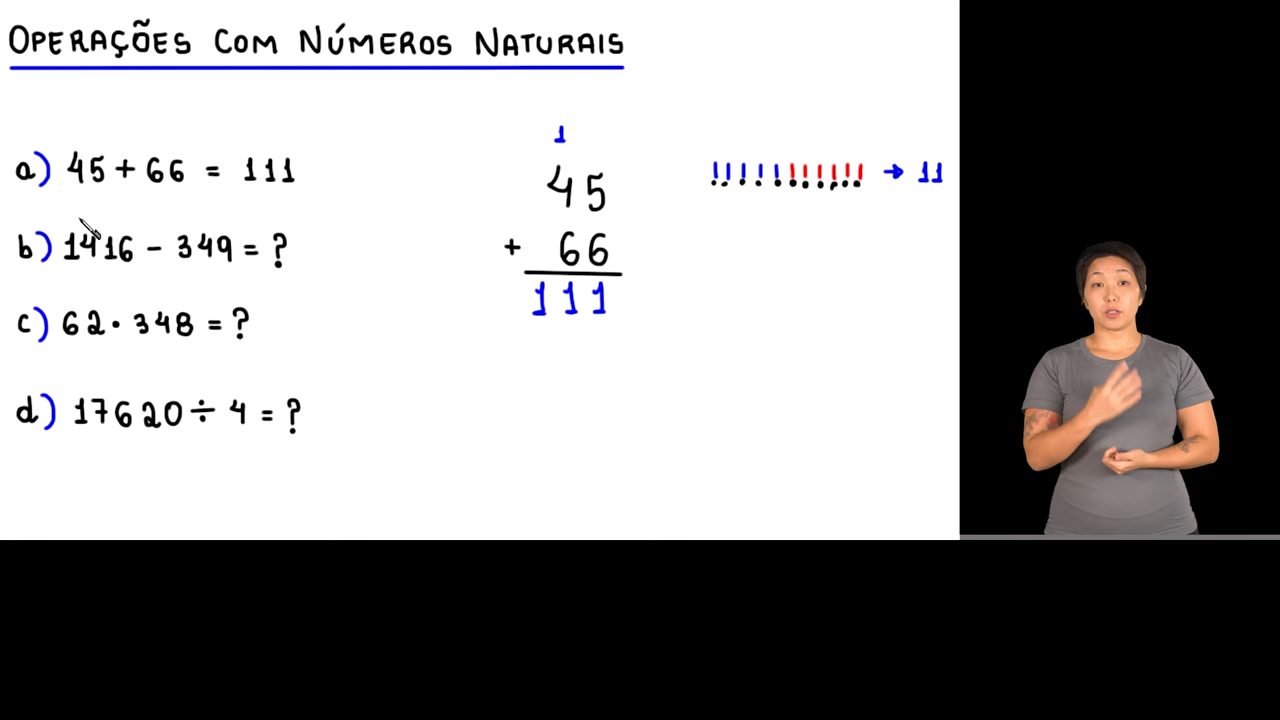 OPERAÇÕES COM NÚMEROS NATURAIS
a) 45 + 66 = 111
b) 1416 - 349 = ?
c) 62 · 348 = ?
d) 17620 ÷ 4 = ?
1
45
+ 66
111
!!!!!!!!!!! → 11